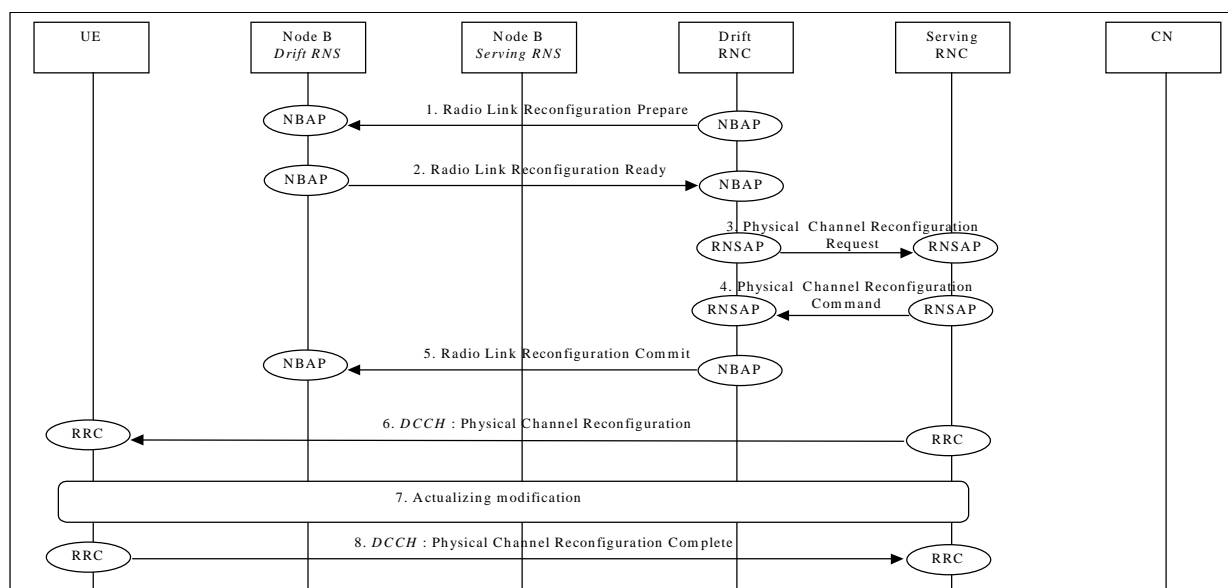 UE
Node B
Drift RNS
Node B
Serving RNS
Drift
RNC
Serving
RNC
CN
1. Radio Link Reconfiguration Prepare
NBAP
NBAP
2. Radio Link Reconfiguration Ready
NBAP
NBAP
3. Physical Channel Reconfiguration
Request
RNSAP
RNSAP
4. Physical Channel Reconfiguration
Command
RNSAP
RNSAP
5. Radio Link Reconfiguration Commit
NBAP
NBAP
6. DCCH : Physical Channel Reconfiguration
RRC
RRC
7. Actualizing modification
8. DCCH : Physical Channel Reconfiguration Complete
RRC
RRC